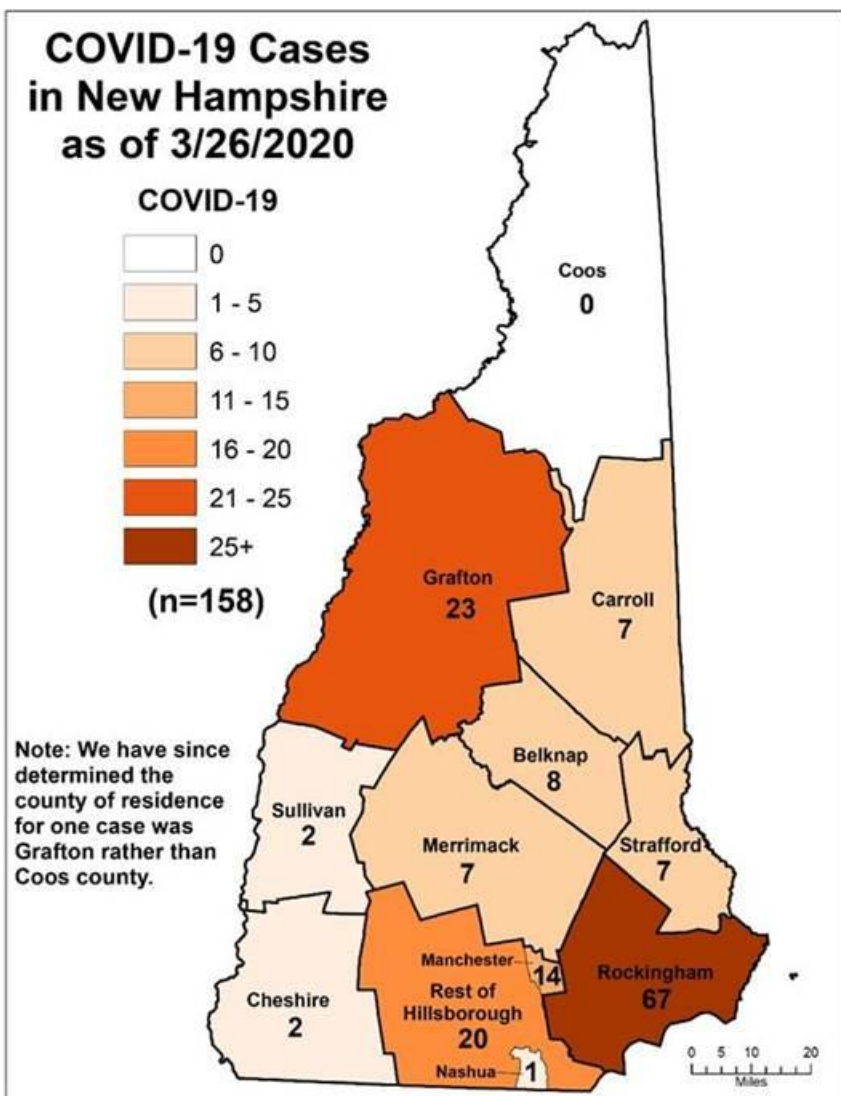 COVID-19 Cases
in New Hampshire
as of 3/26/2020
COVID-19
0
1 - 5
6 - 10
11 - 15
16 - 20
21 - 25
25+
(n=158)
Coos
0
Grafton
23
Carroll
7
Note: We have since
determined the
county of residence
for one case was
Grafton rather than
Coos county.
Belknap
8
Sullivan
2
Merrimack
7
Strafford
7
Manchester
14
Rockingham
67
Cheshire
2
Rest of
Hillsborough
20
Nashua
1
0 5 10 20
Miles